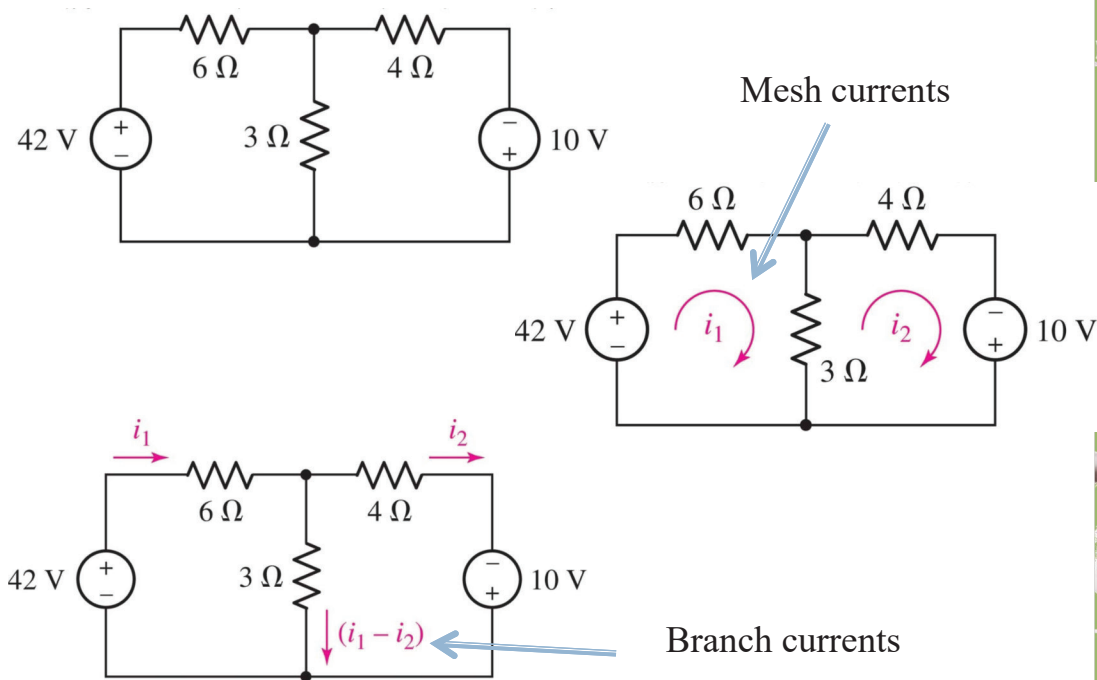 6 Ω
4 Ω
42 V
+
−
3 Ω
−
+
10 V
Mesh currents
6 Ω
4 Ω
42 V
+
−
i₁
3 Ω
i₂
−
+
10 V
i₁
i₂
6 Ω
4 Ω
42 V
+
−
3 Ω
−
+
10 V
(i₁ – i₂)
Branch currents